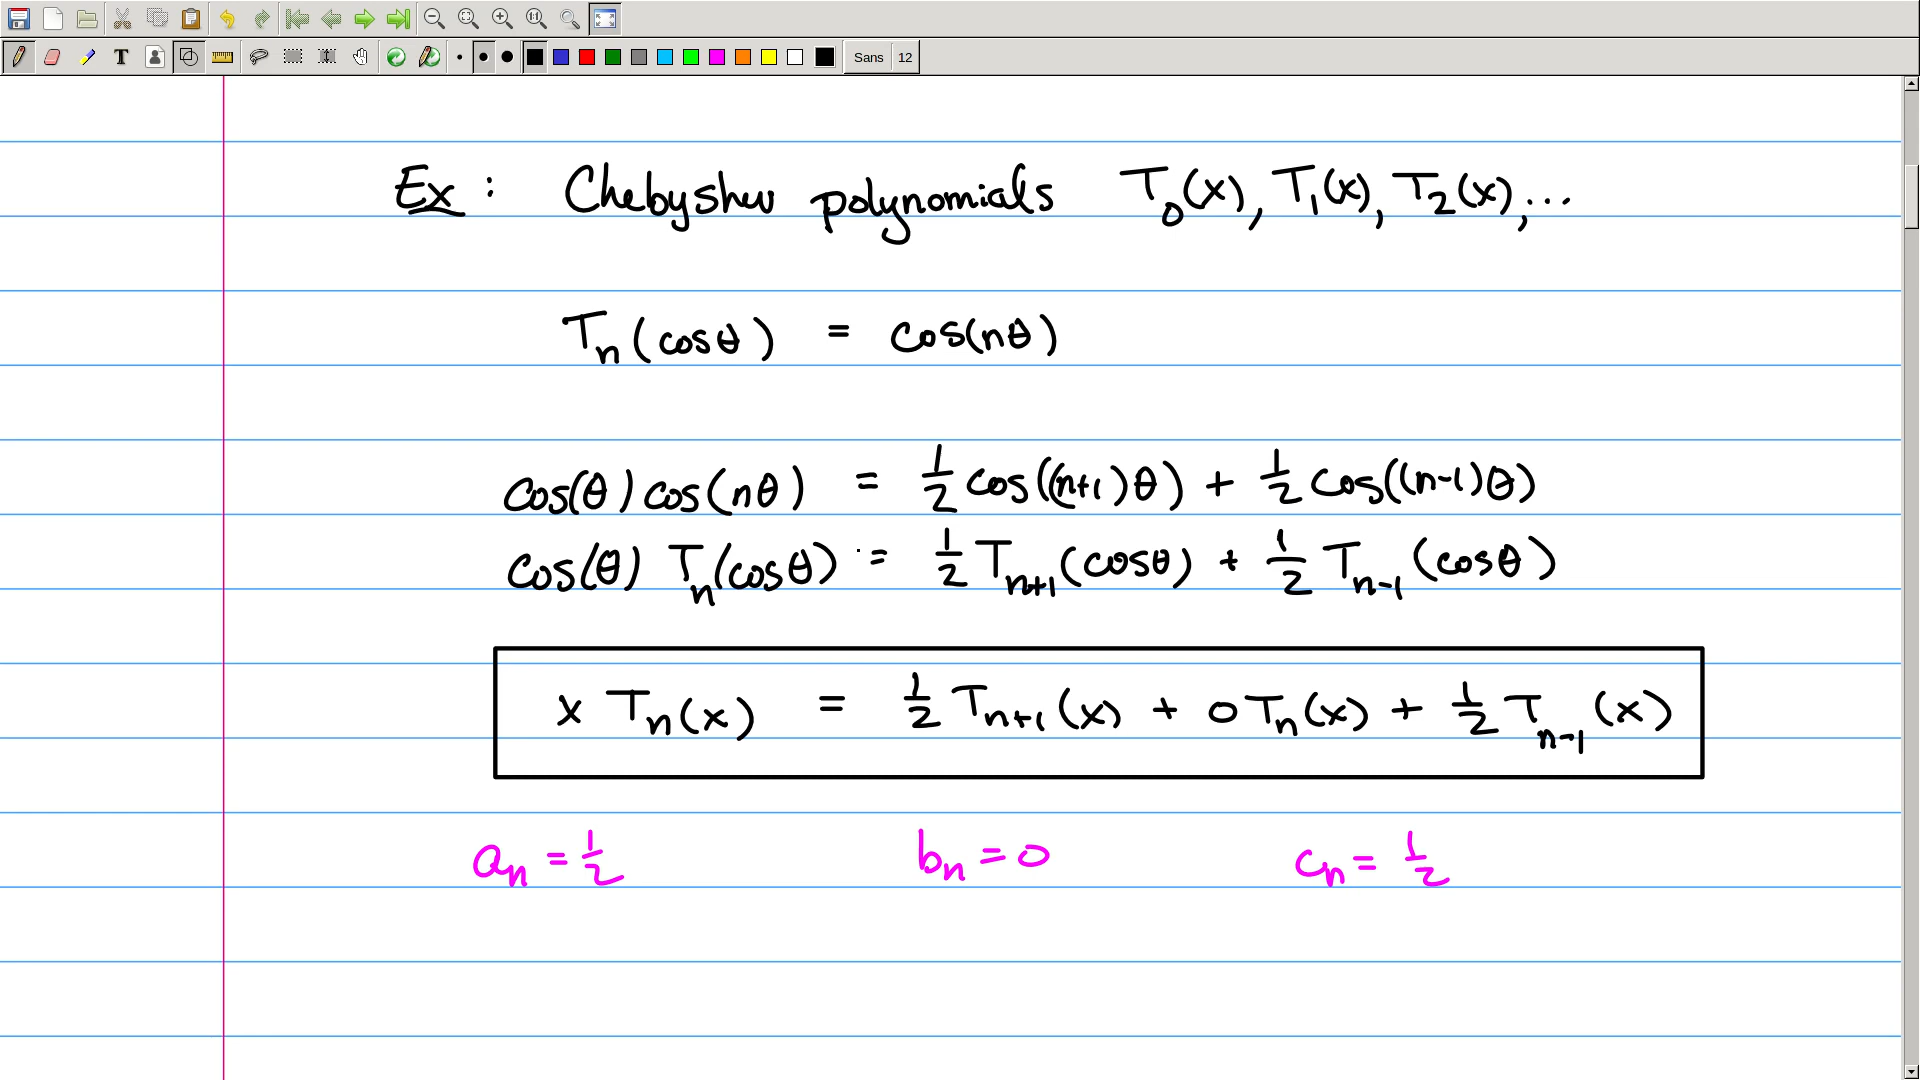 T Sans 12
Ex : Chebyshev polynomials T₀(x), T₁(x), T₂(x), ...
Tₙ(cosθ) = cos(nθ)
cos(θ) cos(nθ) = 1/2 cos((n+1)θ) + 1/2 cos((n-1)θ)
cos(θ) Tₙ(cosθ) = 1/2 Tₙ₊₁(cosθ) + 1/2 Tₙ₋₁(cosθ)
x Tₙ(x) = 1/2 Tₙ₊₁(x) + 0Tₙ(x) + 1/2 Tₙ₋₁(x)
aₙ = 1/2 bₙ = 0 cₙ = 1/2